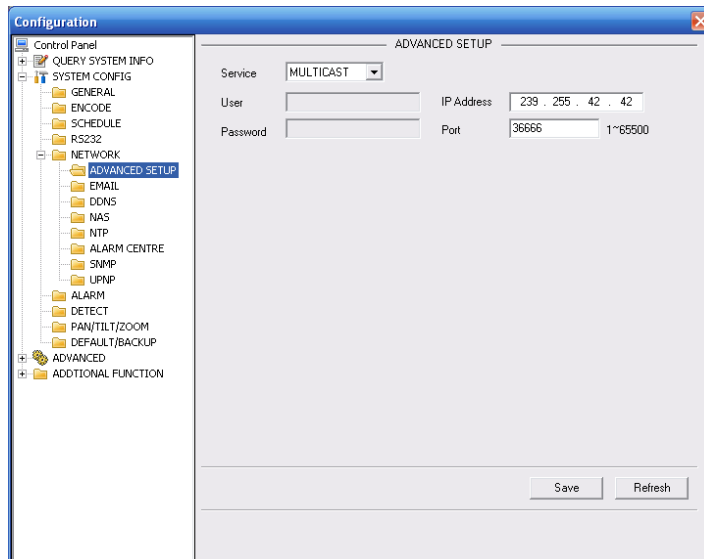 Configuration
Control Panel
QUERY SYSTEM INFO
SYSTEM CONFIG
GENERAL
ENCODE
SCHEDULE
RS232
NETWORK
ADVANCED SETUP
EMAIL
DDNS
NAS
NTP
ALARM CENTRE
SNMP
UPNP
ALARM
DETECT
PAN/TILT/ZOOM
DEFAULT/BACKUP
ADVANCED
ADDTIONAL FUNCTION
ADVANCED SETUP
Service MULTICAST
User IP Address 239 . 255 . 42 . 42
Password Port 36666 1~65500
Save Refresh